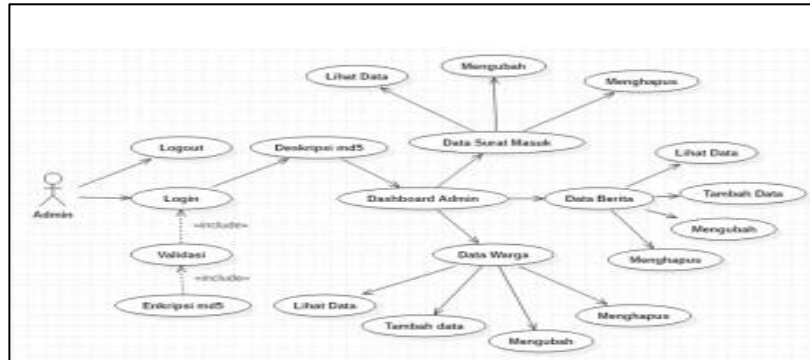 Mengubah
Lihat Data
Menghapus
Logout
Deskripsi md5
Data Surat Masuk
Lihat Data
Admin
Login
Dashboard Admin
Data Berita
Tambah Data
«include»
Mengubah
Validasi
Data Warga
Menghapus
«include»
Enkripsi md5
Lihat Data
Tambah data
Mengubah
Menghapus